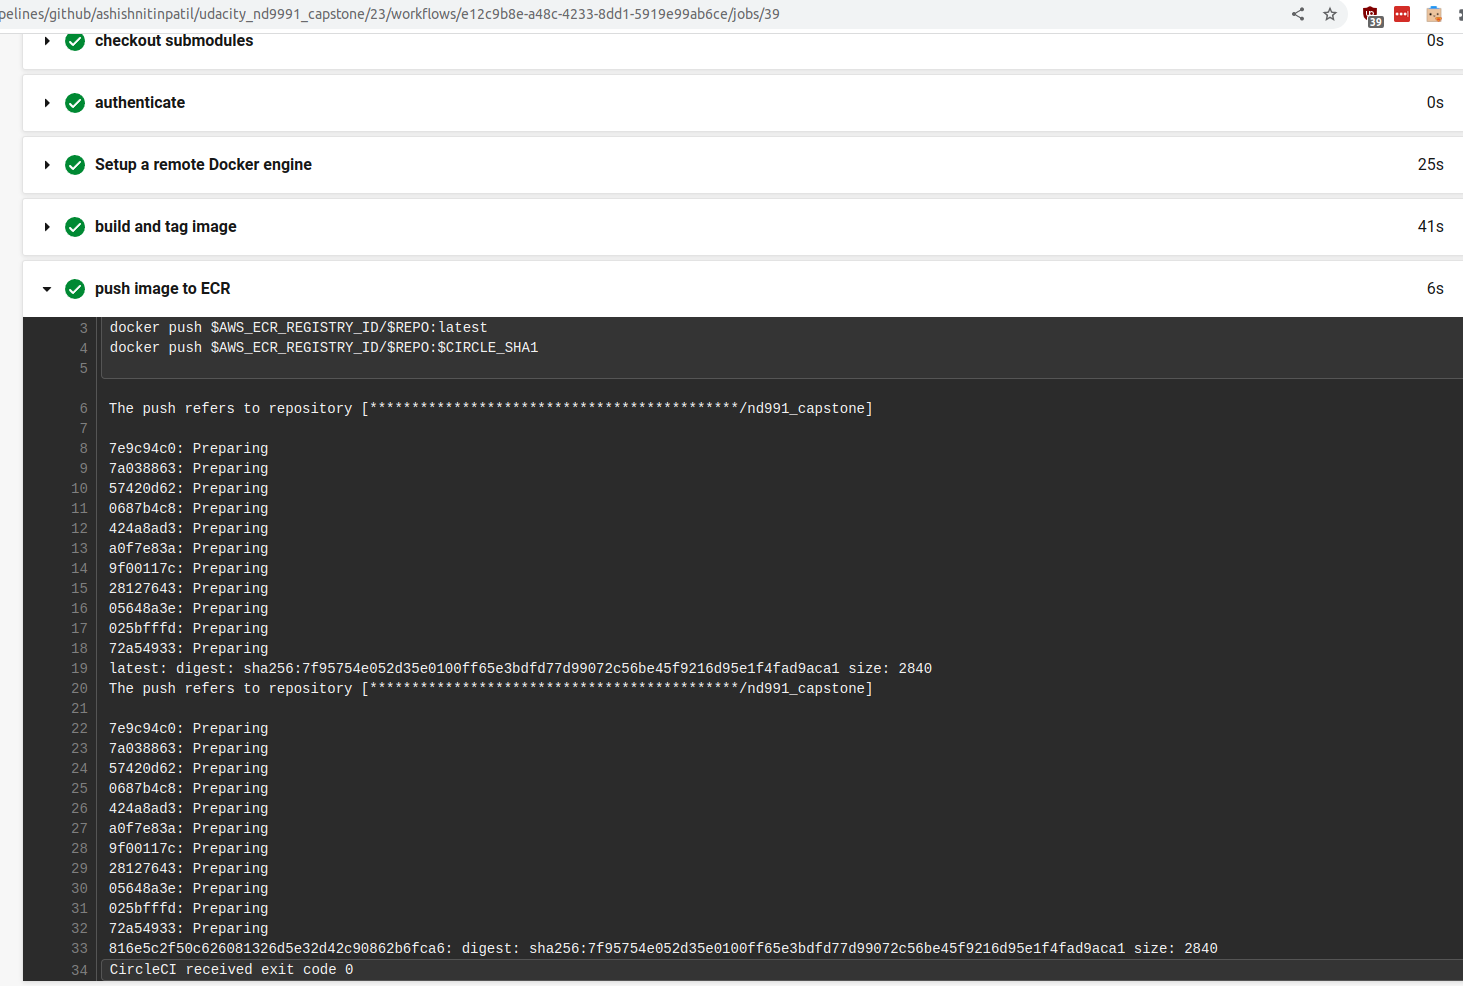 pelines/github/ashishnitinpatil/udacity_nd9991_capstone/23/workflows/e12c9b8e-a48c-4233-8dd1-5919e99ab6ce/jobs/39
39
checkout submodules 0s
authenticate 0s
Setup a remote Docker engine 25s
build and tag image 41s
push image to ECR 6s
3 docker push $AWS_ECR_REGISTRY_ID/$REPO:latest
4 docker push $AWS_ECR_REGISTRY_ID/$REPO:$CIRCLE_SHA1
5
6 The push refers to repository [********************************************/nd991_capstone]
7
8 7e9c94c0: Preparing
9 7a038863: Preparing
10 57420d62: Preparing
11 0687b4c8: Preparing
12 424a8ad3: Preparing
13 a0f7e83a: Preparing
14 9f00117c: Preparing
15 28127643: Preparing
16 05648a3e: Preparing
17 025bfffd: Preparing
18 72a54933: Preparing
19 latest: digest: sha256:7f95754e052d35e0100ff65e3bdfd77d99072c56be45f9216d95e1f4fad9aca1 size: 2840
20 The push refers to repository [********************************************/nd991_capstone]
21
22 7e9c94c0: Preparing
23 7a038863: Preparing
24 57420d62: Preparing
25 0687b4c8: Preparing
26 424a8ad3: Preparing
27 a0f7e83a: Preparing
28 9f00117c: Preparing
29 28127643: Preparing
30 05648a3e: Preparing
31 025bfffd: Preparing
32 72a54933: Preparing
33 816e5c2f50c626081326d5e32d42c90862b6fca6: digest: sha256:7f95754e052d35e0100ff65e3bdfd77d99072c56be45f9216d95e1f4fad9aca1 size: 2840
34 CircleCI received exit code 0